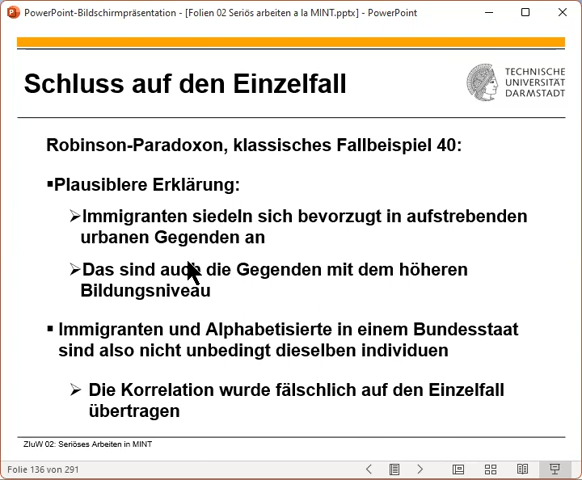 PowerPoint-Bildschirmpräsentation - [Folien 02 Seriös arbeiten a la MINT.pptx] - PowerPoint
Schluss auf den Einzelfall
TECHNISCHE
UNIVERSITÄT
DARMSTADT
Robinson-Paradoxon, klassisches Fallbeispiel 40:
▪Plausiblere Erklärung:
➢Immigranten siedeln sich bevorzugt in aufstrebenden
urbanen Gegenden an
➢Das sind auch die Gegenden mit dem höheren
Bildungsniveau
▪ Immigranten und Alphabetisierte in einem Bundesstaat
sind also nicht unbedingt dieselben individuen
➢ Die Korrelation wurde fälschlich auf den Einzelfall
übertragen
ZIuW 02: Seriöses Arbeiten in MINT
Folie 136 von 291